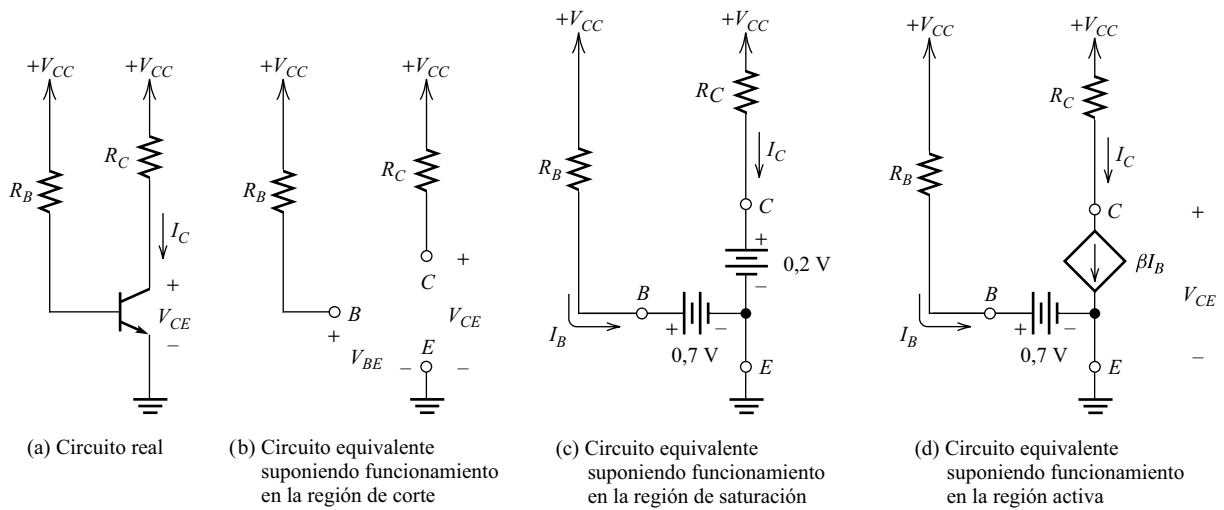 +V_CC +V_CC
R_C
R_B
I_C
+
V_CE
−
(a) Circuito real
+V_CC +V_CC
R_C
R_B
C +
B
+
V_CE
E
V_BE − −
(b) Circuito equivalente
suponiendo funcionamiento
en la región de corte
+V_CC +V_CC
R_C
I_C
R_B
C
+
0,2 V
−
B
I_B + −
0,7 V
E
(c) Circuito equivalente
suponiendo funcionamiento
en la región de saturación
+V_CC +V_CC
R_C
I_C
R_B
C +
βI_B
B V_CE
I_B + −
0,7 V
E −
(d) Circuito equivalente
suponiendo funcionamiento
en la región activa